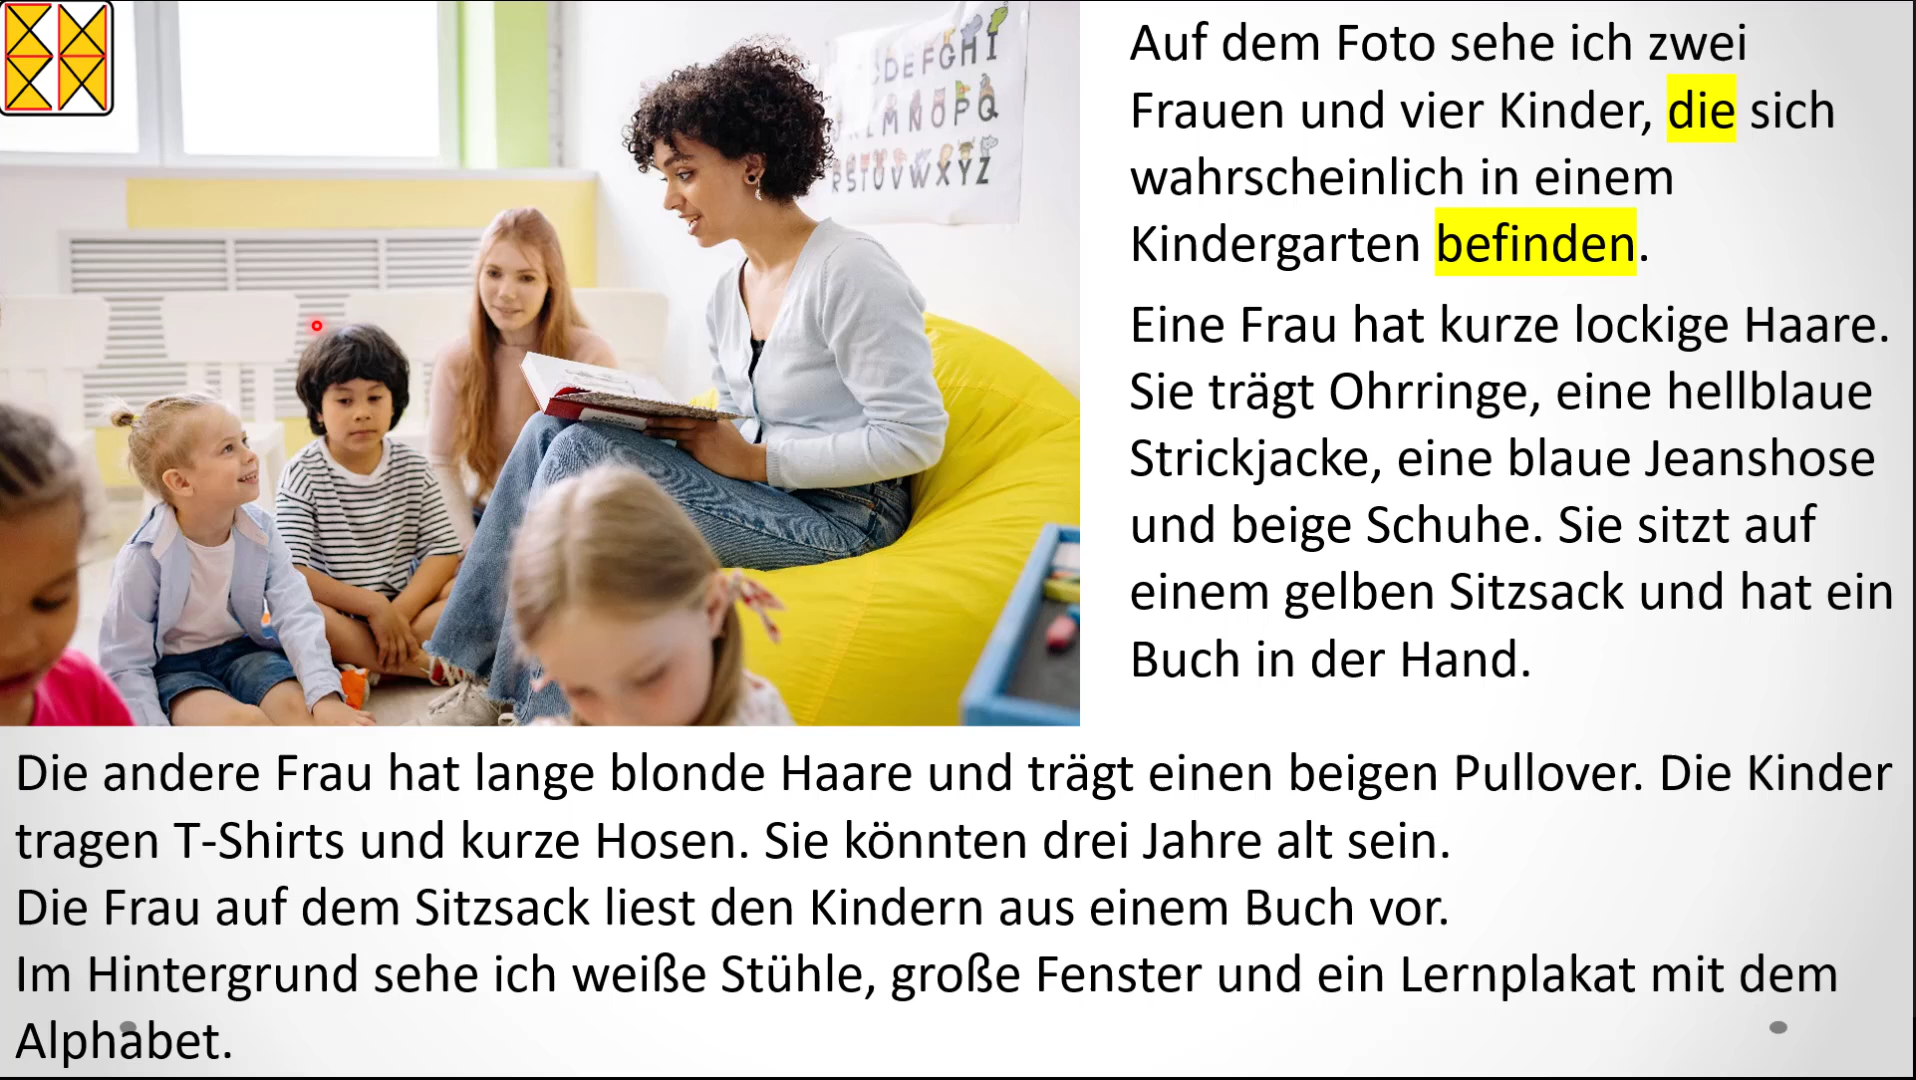 DEFGHI
LMNOPQ
RSTUVWXYZ
Auf dem Foto sehe ich zwei
Frauen und vier Kinder, die sich
wahrscheinlich in einem
Kindergarten befinden.
Eine Frau hat kurze lockige Haare.
Sie trägt Ohrringe, eine hellblaue
Strickjacke, eine blaue Jeanshose
und beige Schuhe. Sie sitzt auf
einem gelben Sitzsack und hat ein
Buch in der Hand.
Die andere Frau hat lange blonde Haare und trägt einen beigen Pullover. Die Kinder
tragen T-Shirts und kurze Hosen. Sie könnten drei Jahre alt sein.
Die Frau auf dem Sitzsack liest den Kindern aus einem Buch vor.
Im Hintergrund sehe ich weiße Stühle, große Fenster und ein Lernplakat mit dem
Alphabet.